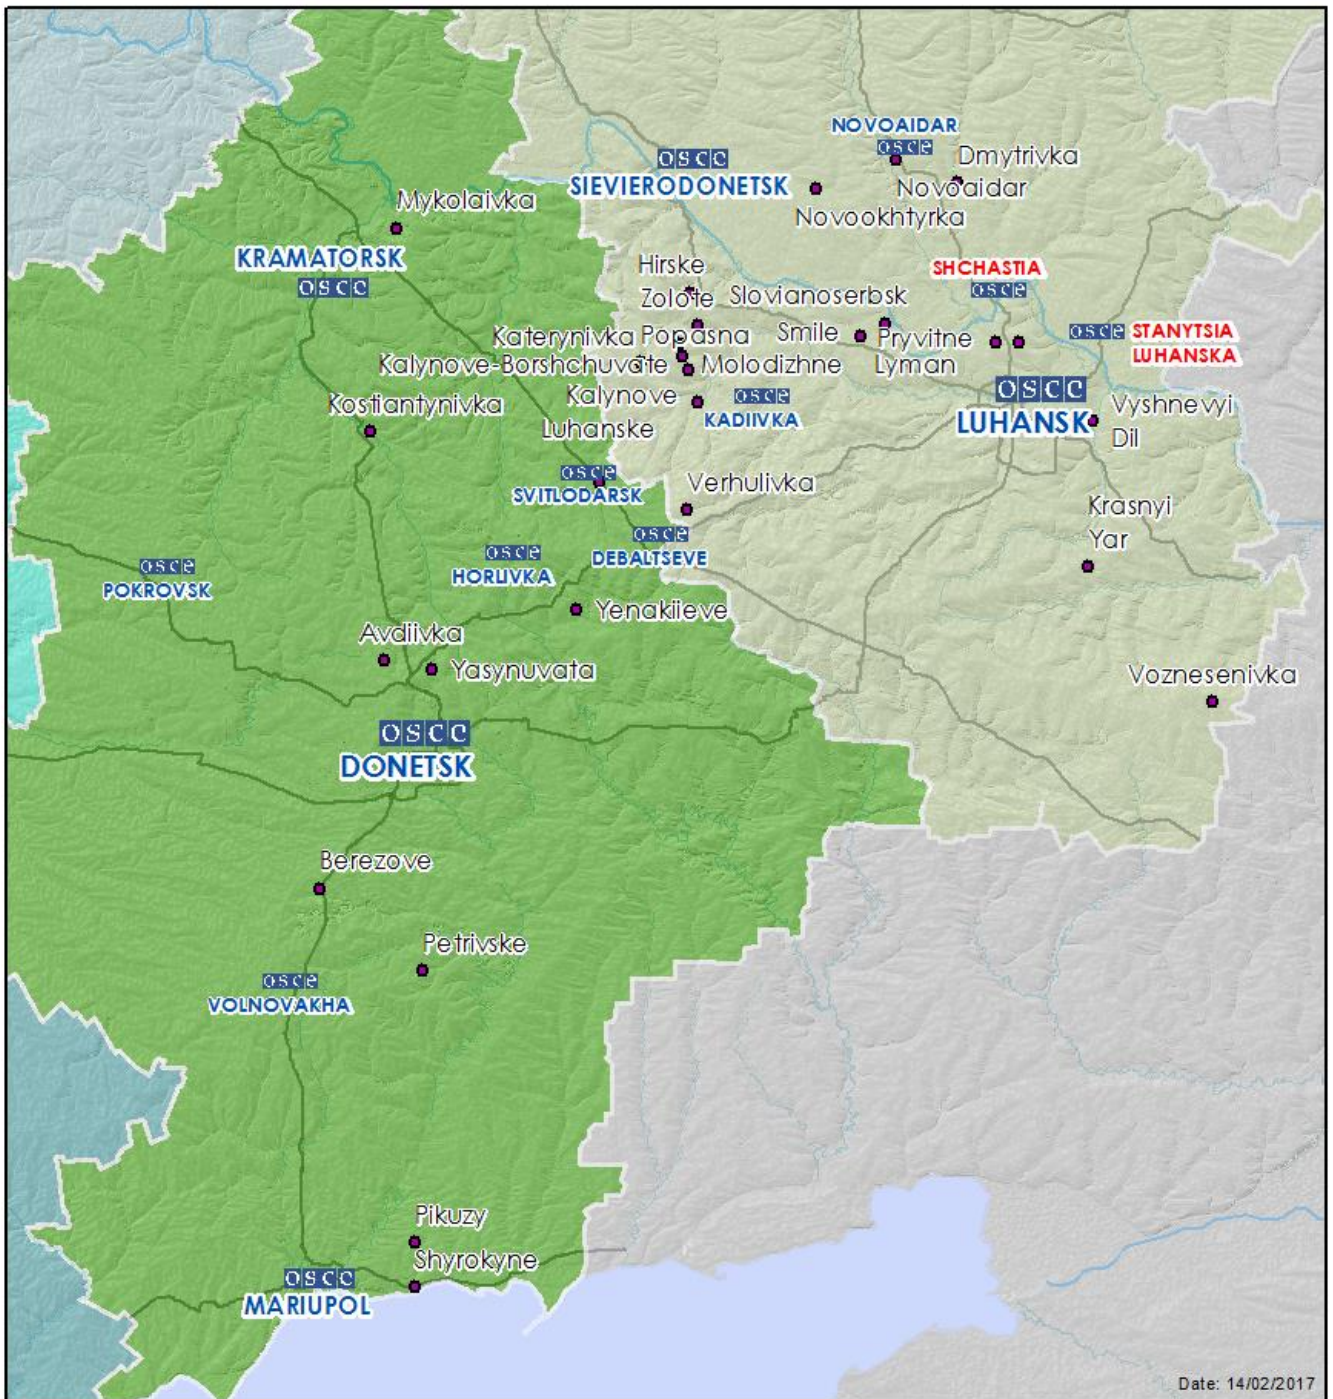 NOVOAIDAR
osce
Dmytrivka
Novoaidar
Novookhtyrka
osce
SIEVIERODONETSK
Mykolaivka
KRAMATORSK
osce
Hirske
Zolote
Slovianoserbsk
SHCHASTIA
osce
osce
STANYTSIA
LUHANSKA
Katerynivka
Popasna
Smile
Pryvitne
Kalynove-Borshchuvate
Molodizhne
Lyman
Kalynove
osce
KADIIVKA
osce
LUHANSK
Vyshnevyi
Dil
Kostiantynivka
Luhanske
osce
SVITLODARSK
Verhulivka
Krasnyi
Yar
osce
DEBALTSEVE
osce
HORLIVKA
osce
POKROVSK
Yenakiieve
Avdiivka
Yasynuvata
Voznesenivka
osce
DONETSK
Berezove
Petrivske
osce
VOLNOVAKHA
Pikuzy
Shyrokyne
osce
MARIUPOL
Date: 14/02/2017